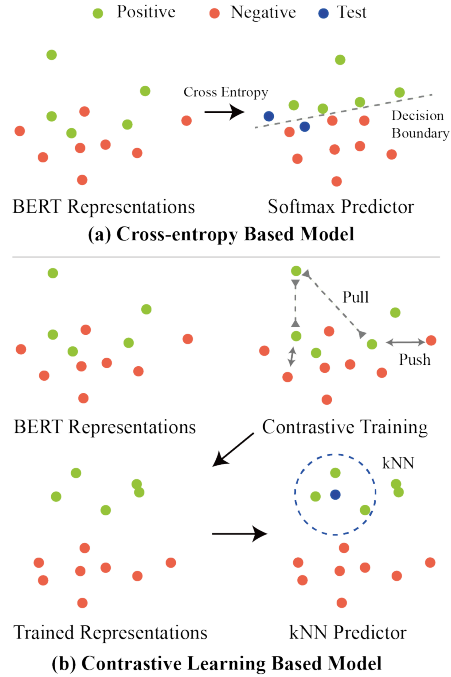 Positive Negative Test
Cross Entropy
Decision
Boundary
BERT Representations Softmax Predictor
(a) Cross-entropy Based Model
Pull
Push
BERT Representations Contrastive Training
kNN
Trained Representations kNN Predictor
(b) Contrastive Learning Based Model